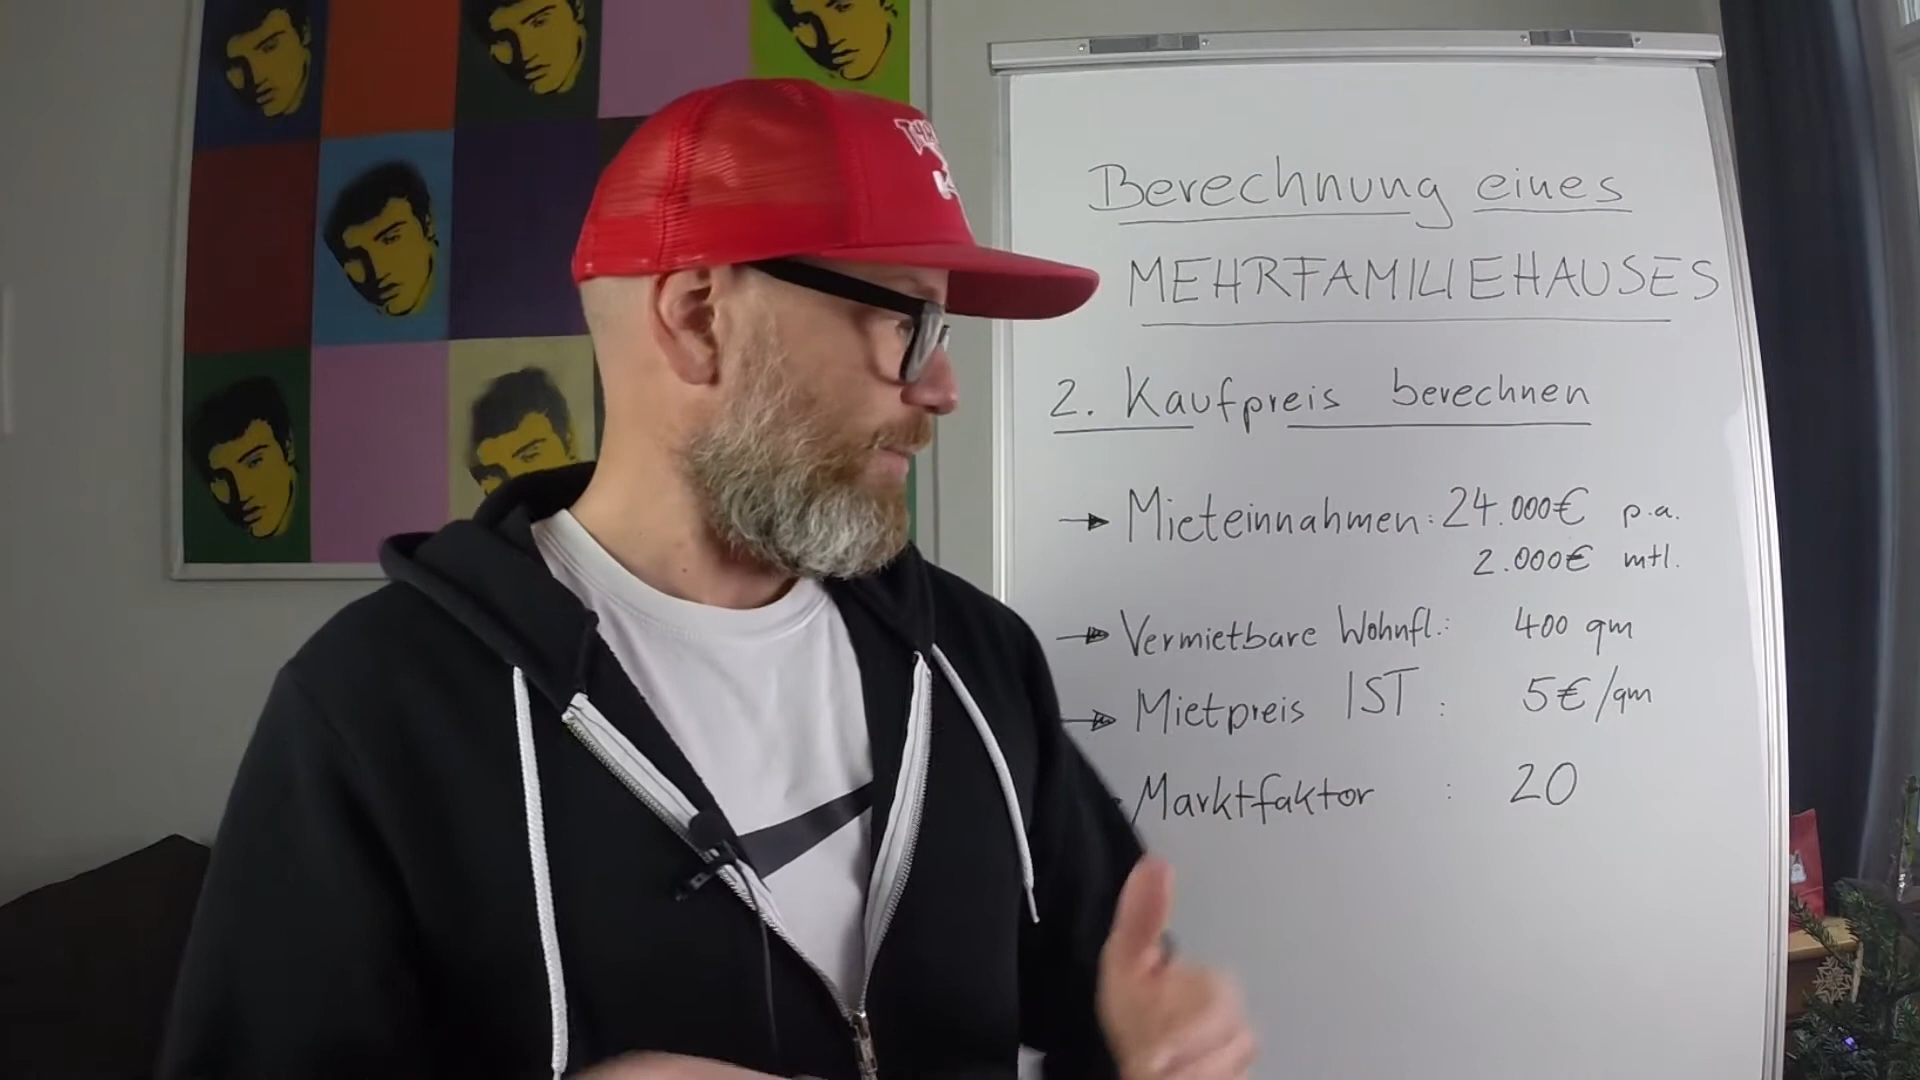 Berechnung eines
MEHRFAMILIEHAUSES
2. Kaufpreis berechnen
→ Mieteinnahmen: 24.000€ p.a.
2.000€ mtl.
→ Vermietbare Wohnfl.: 400 qm
→ Mietpreis IST : 5€/qm
Marktfaktor : 20